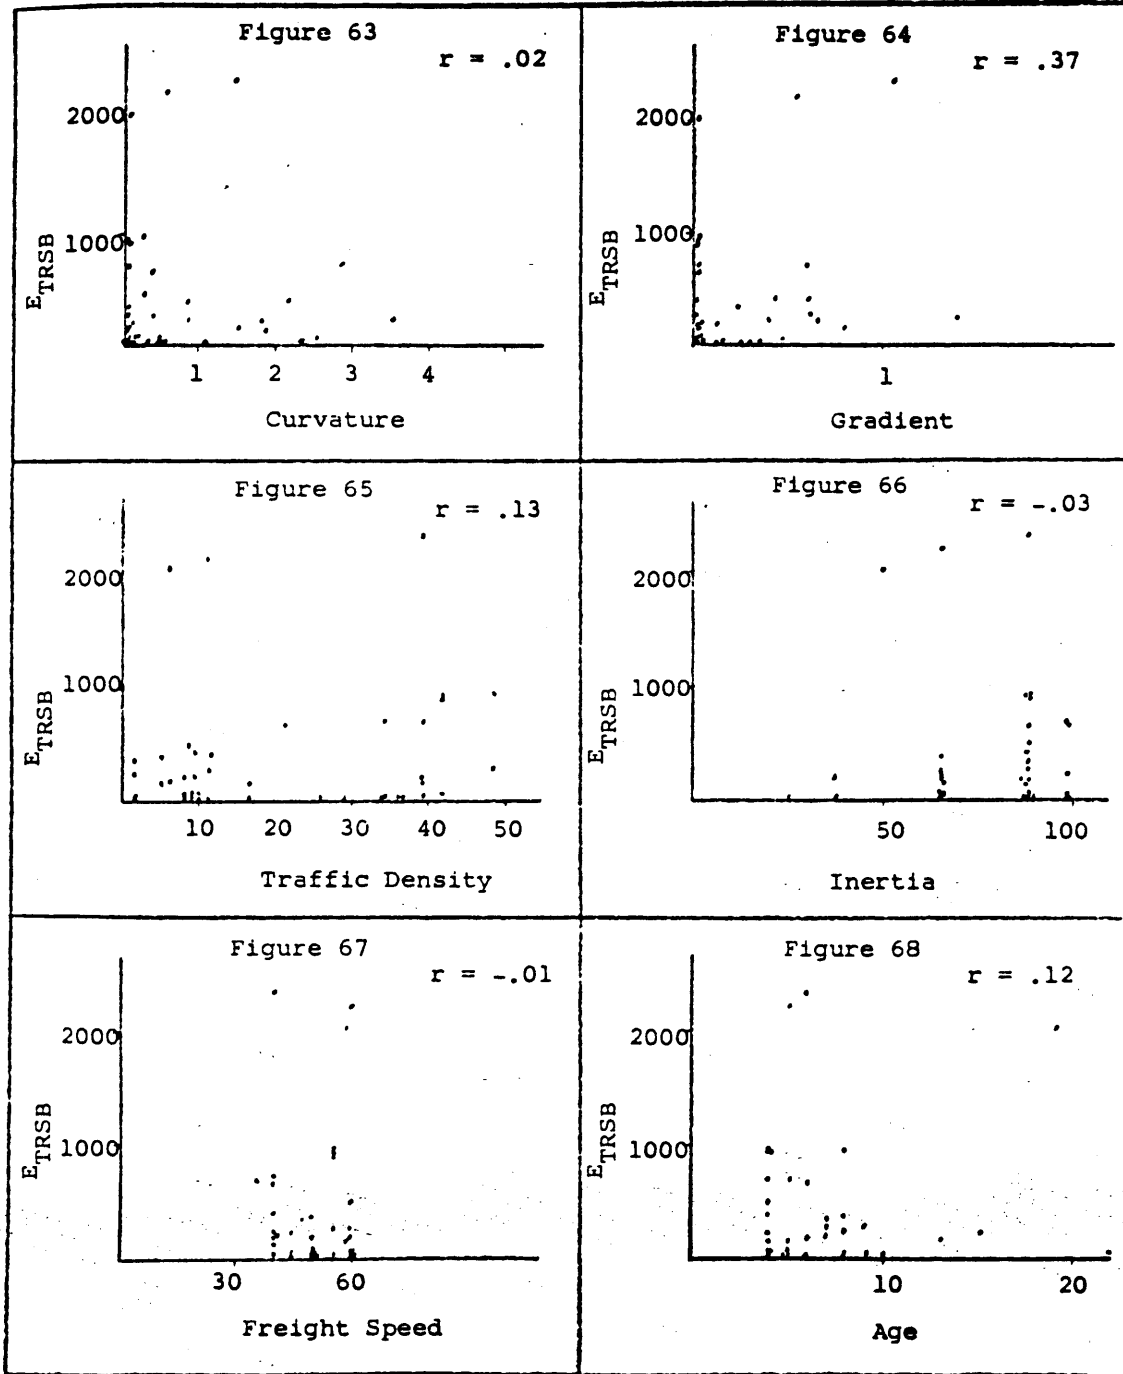 Figure 63
r = .02
2000
1000
E_TRSB
1 2 3 4
Curvature
Figure 64
r = .37
2000
1000
E_TRSB
1
Gradient
Figure 65
r = .13
2000
1000
E_TRSB
10 20 30 40 50
Traffic Density
Figure 66
r = -.03
2000
1000
E_TRSB
50 100
Inertia
Figure 67
r = -.01
2000
1000
E_TRSB
30 60
Freight Speed
Figure 68
r = .12
2000
1000
E_TRSB
10 20
Age